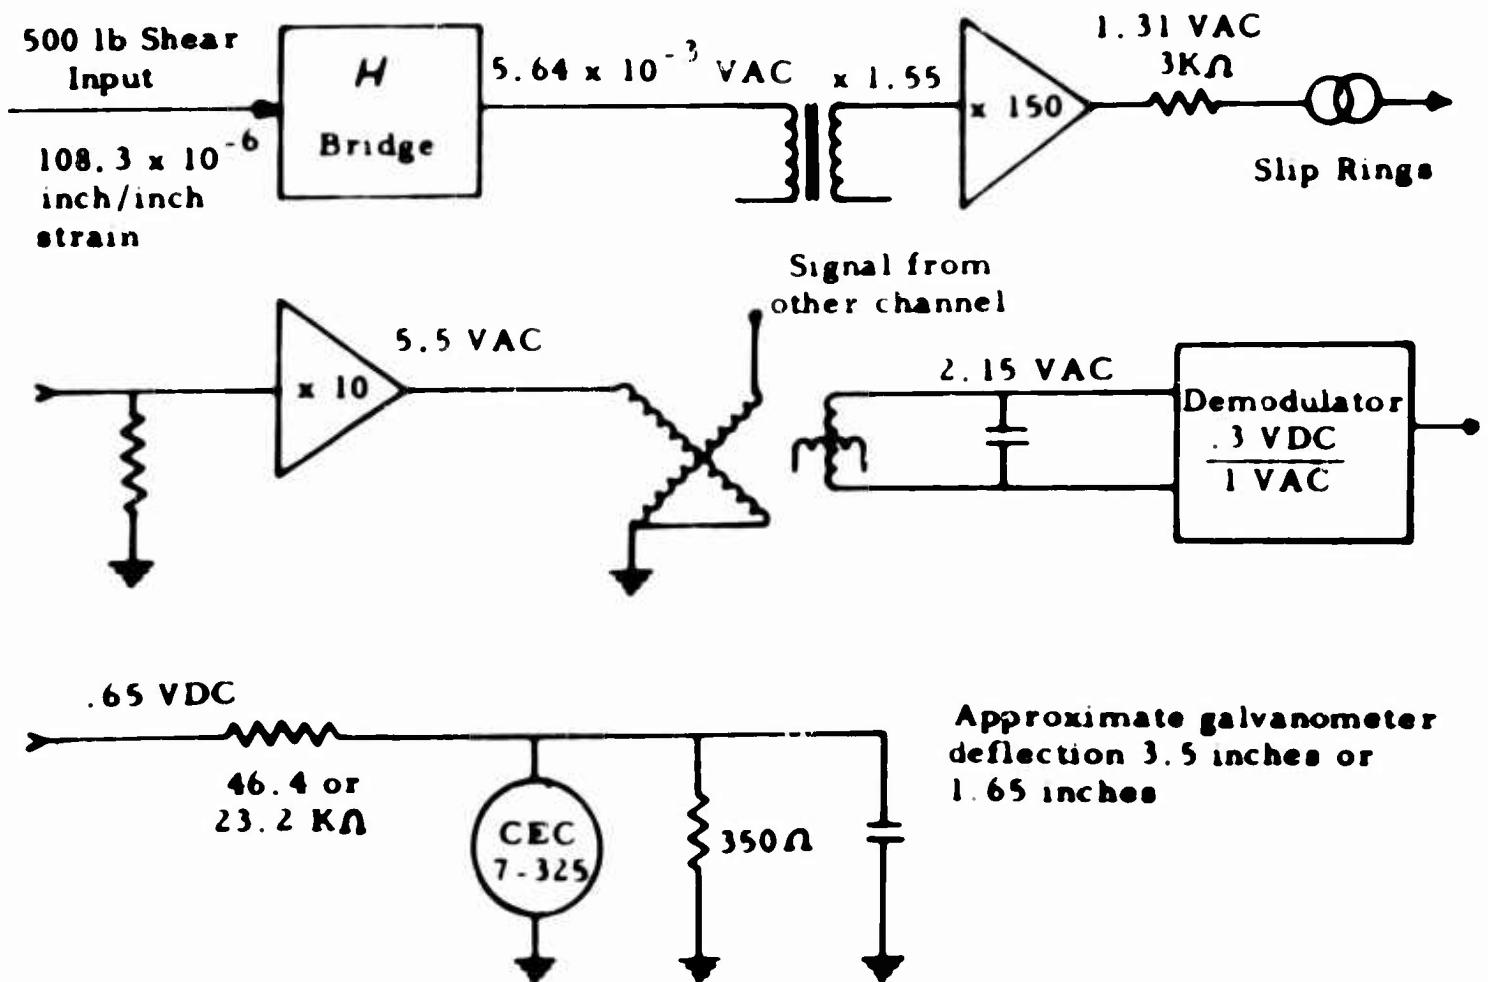 500 lb Shear
Input
108.3 x 10-6
inch/inch
strain
H
Bridge
5.64 x 10-3 VAC
x 1.55
x 150
1.31 VAC
3KΩ
Slip Rings
Signal from
other channel
x 10
5.5 VAC
2.15 VAC
Demodulator
.3 VDC
1 VAC
.65 VDC
46.4 or
23.2 KΩ
CEC
7-325
350Ω
Approximate galvanometer
deflection 3.5 inches or
1.65 inches